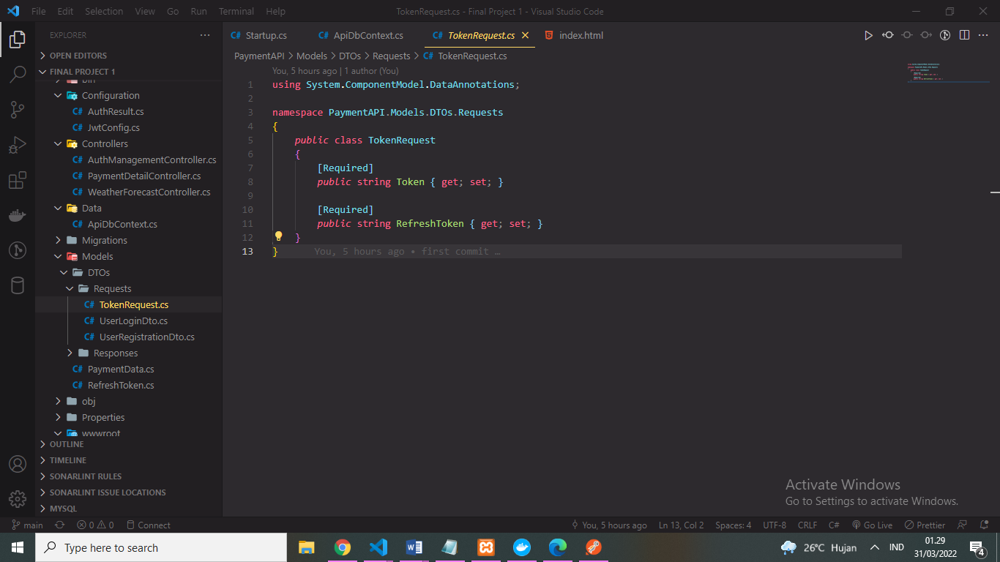 File Edit Selection View Go Run Terminal Help TokenRequest.cs - Final Project 1 - Visual Studio Code
EXPLORER
OPEN EDITORS
FINAL PROJECT 1
bin
Configuration
C# AuthResult.cs
C# JwtConfig.cs
Controllers
C# AuthManagementController.cs
C# PaymentDetailController.cs
C# WeatherForecastController.cs
Data
C# ApiDbContext.cs
Migrations
Models
DTOs
Requests
C# TokenRequest.cs
C# UserLoginDto.cs
C# UserRegistrationDto.cs
Responses
C# PaymentData.cs
C# RefreshToken.cs
obj
Properties
wwwroot
OUTLINE
TIMELINE
SONARLINT RULES
SONARLINT ISSUE LOCATIONS
MYSQL
C# Startup.cs C# ApiDbContext.cs C# TokenRequest.cs index.html
PaymentAPI > Models > DTOs > Requests > C# TokenRequest.cs
You, 5 hours ago | 1 author (You)
1 using System.ComponentModel.DataAnnotations;
2
3 namespace PaymentAPI.Models.DTOs.Requests
4 {
5 public class TokenRequest
6 {
7 [Required]
8 public string Token { get; set; }
9
10 [Required]
11 public string RefreshToken { get; set; }
12 }
13 } You, 5 hours ago • first commit …
Activate Windows
Go to Settings to activate Windows.
main 0 0 Connect You, 5 hours ago Ln 13, Col 2 Spaces: 4 UTF-8 CRLF C# Go Live Prettier
Type here to search 26°C Hujan IND 01.29
31/03/2022 4